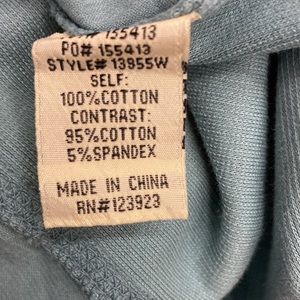 155413
PO# 155413
STYLE# 13955W
SELF:
100%COTTON
CONTRAST:
95%COTTON
5%SPANDEX
MADE IN CHINA
RN#123923